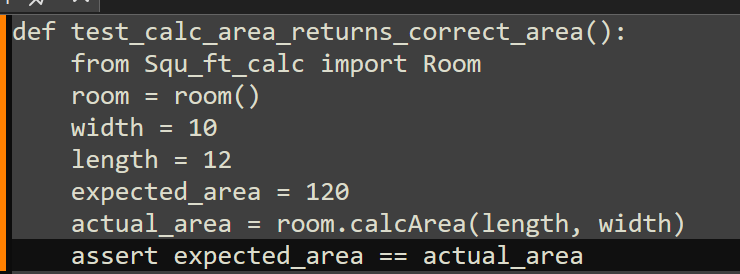 def test_calc_area_returns_correct_area():
    from Squ_ft_calc import Room
    room = room()
    width = 10
    length = 12
    expected_area = 120
    actual_area = room.calcArea(length, width)
    assert expected_area == actual_area